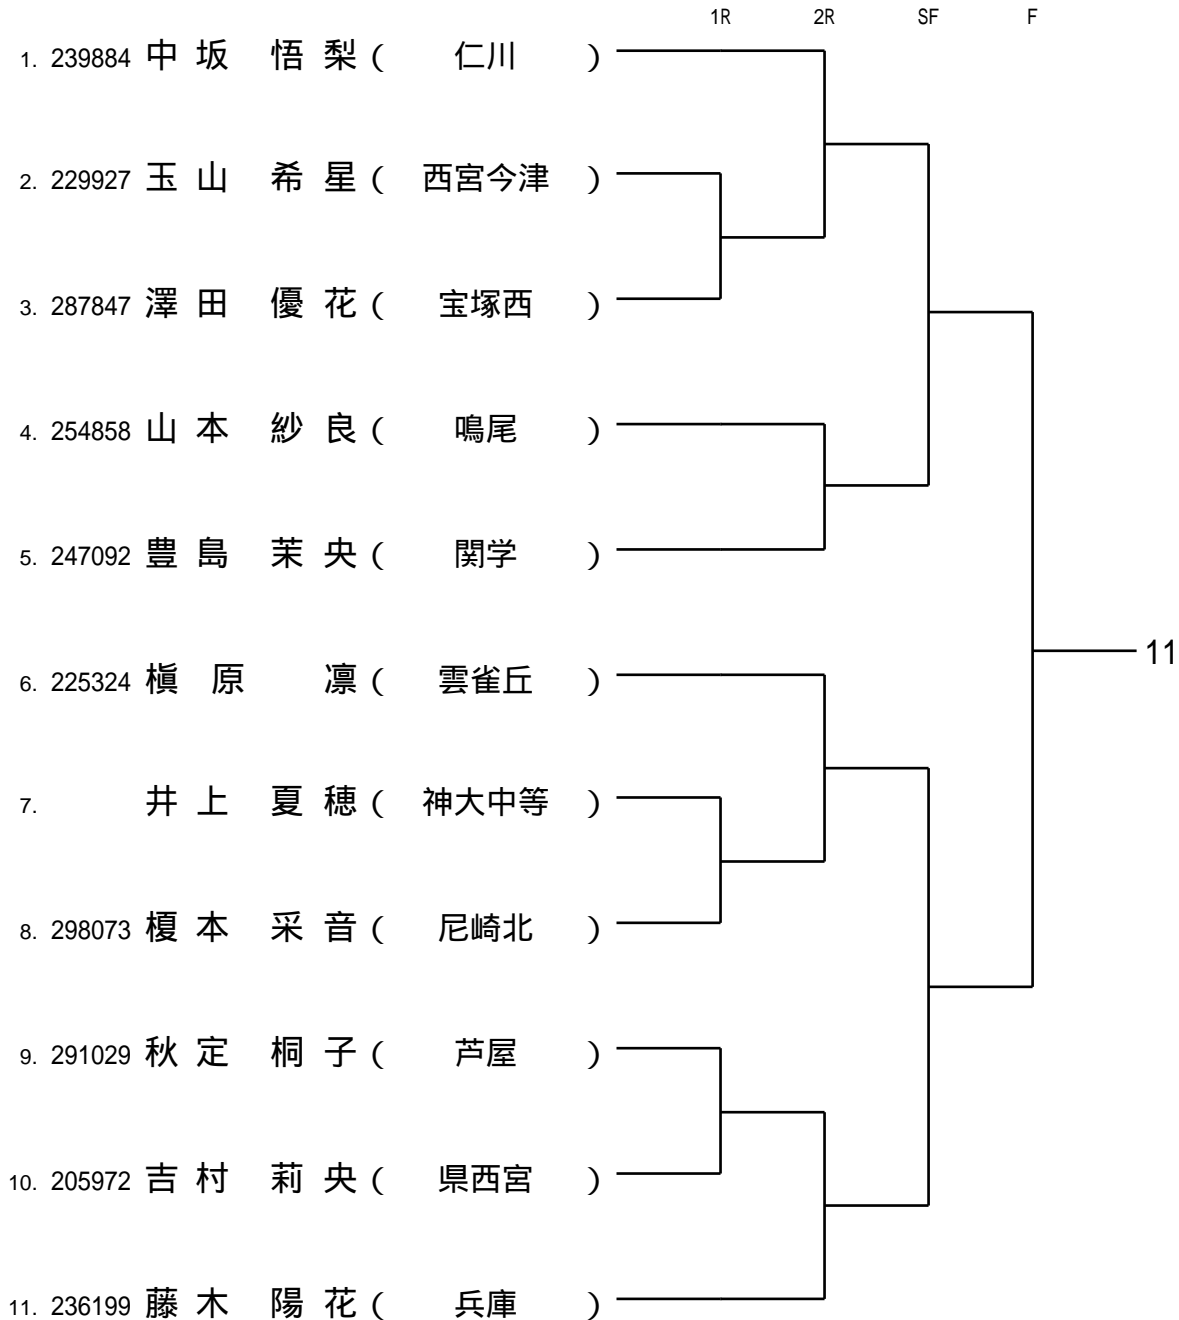 1R 2R SF F
1. 239884 中坂 悟梨 ( 仁川 )
2. 229927 玉山 希星 ( 西宮今津 )
3. 287847 澤田 優花 ( 宝塚西 )
4. 254858 山本 紗良 ( 鳴尾 )
5. 247092 豊島 茉央 ( 関学 )
11
6. 225324 槇原 凛 ( 雲雀丘 )
7. 井上 夏穂 ( 神大中等 )
8. 298073 榎本 采音 ( 尼崎北 )
9. 291029 秋定 桐子 ( 芦屋 )
10. 205972 吉村 莉央 ( 県西宮 )
11. 236199 藤木 陽花 ( 兵庫 )